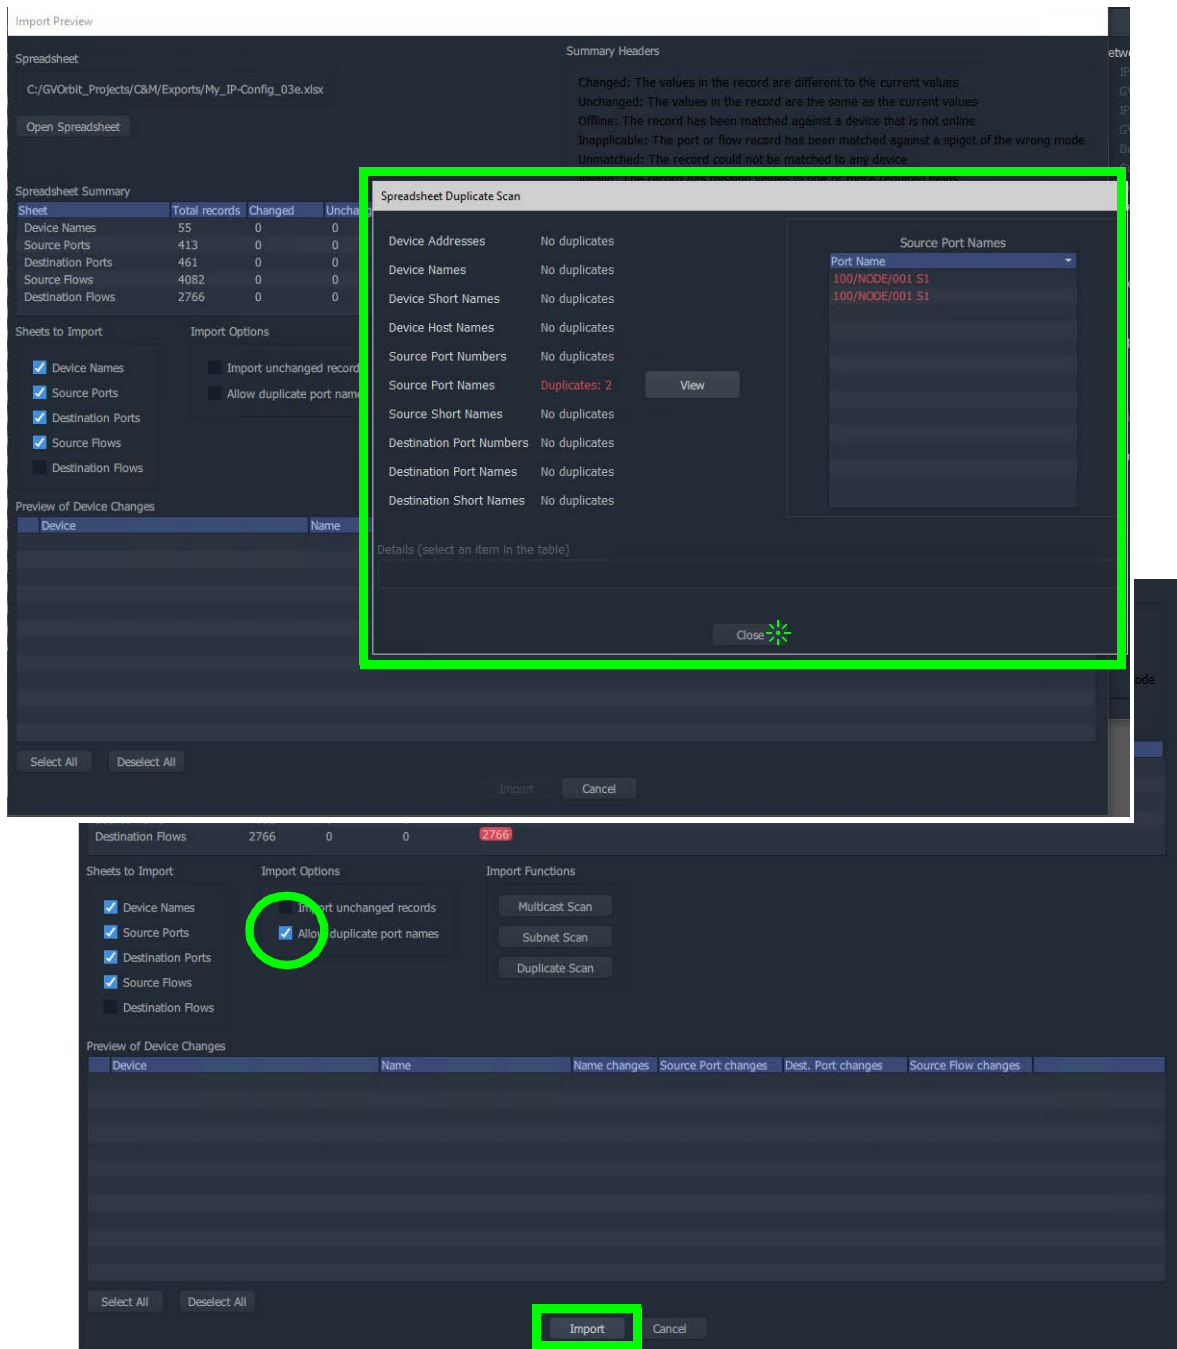 Import Preview
Spreadsheet
C:/GVOrbit_Projects/C&M/Exports/My_IP-Config_03e.xlsx
Open Spreadsheet
Summary Headers
Changed: The values in the record are different to the current values
Unchanged: The values in the record are the same as the current values
Offline: The record has been matched against a device that is not online
Inapplicable: The port or flow record has been matched against a spigot of the wrong mode
Unmatched: The record could not be matched to any device
Spreadsheet Summary
Sheet Total records Changed Unchang
Device Names 55 0 0
Source Ports 413 0 0
Destination Ports 461 0 0
Source Flows 4082 0 0
Destination Flows 2766 0 0
Sheets to Import
Device Names
Source Ports
Destination Ports
Source Flows
Destination Flows
Import Options
Import unchanged record
Allow duplicate port nam
Preview of Device Changes
Device Name
Select All Deselect All
Import Cancel
Spreadsheet Duplicate Scan
Device Addresses No duplicates
Device Names No duplicates
Device Short Names No duplicates
Device Host Names No duplicates
Source Port Numbers No duplicates
Source Port Names Duplicates: 2 View
Source Short Names No duplicates
Destination Port Numbers No duplicates
Destination Port Names No duplicates
Destination Short Names No duplicates
Source Port Names
Port Name
100/NODE/001 S1
100/NODE/001 S1
Details (select an item in the table)
Close
etw
ode
Destination Flows 2766 0 0 2766
Sheets to Import
Device Names
Source Ports
Destination Ports
Source Flows
Destination Flows
Import Options
Import unchanged records
Allow duplicate port names
Import Functions
Multicast Scan
Subnet Scan
Duplicate Scan
Preview of Device Changes
Device Name Name changes Source Port changes Dest. Port changes Source Flow changes
Select All Deselect All
Import Cancel